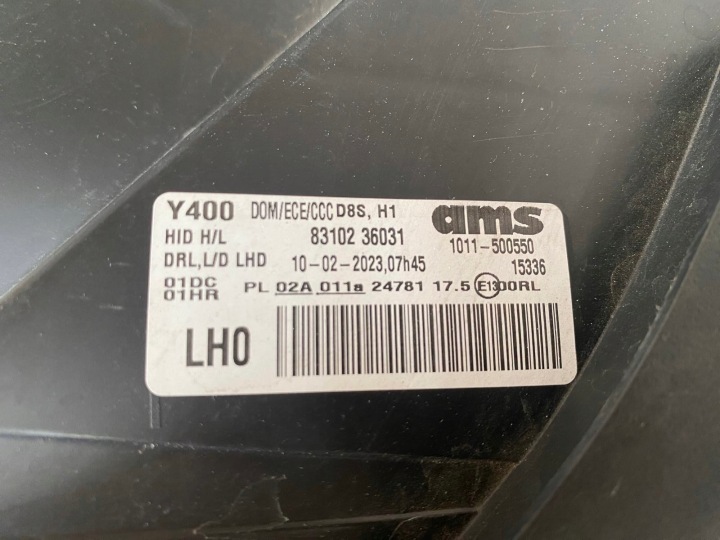 Y400 DOM/ECE/CCC D8S, H1 ams
HID H/L 83102 36031 1011-500550
DRL,L/D LHD 10-02-2023,07h45 15336
01DC
01HR PL 02A 011a 24781 17.5 E13 00RL
LH0